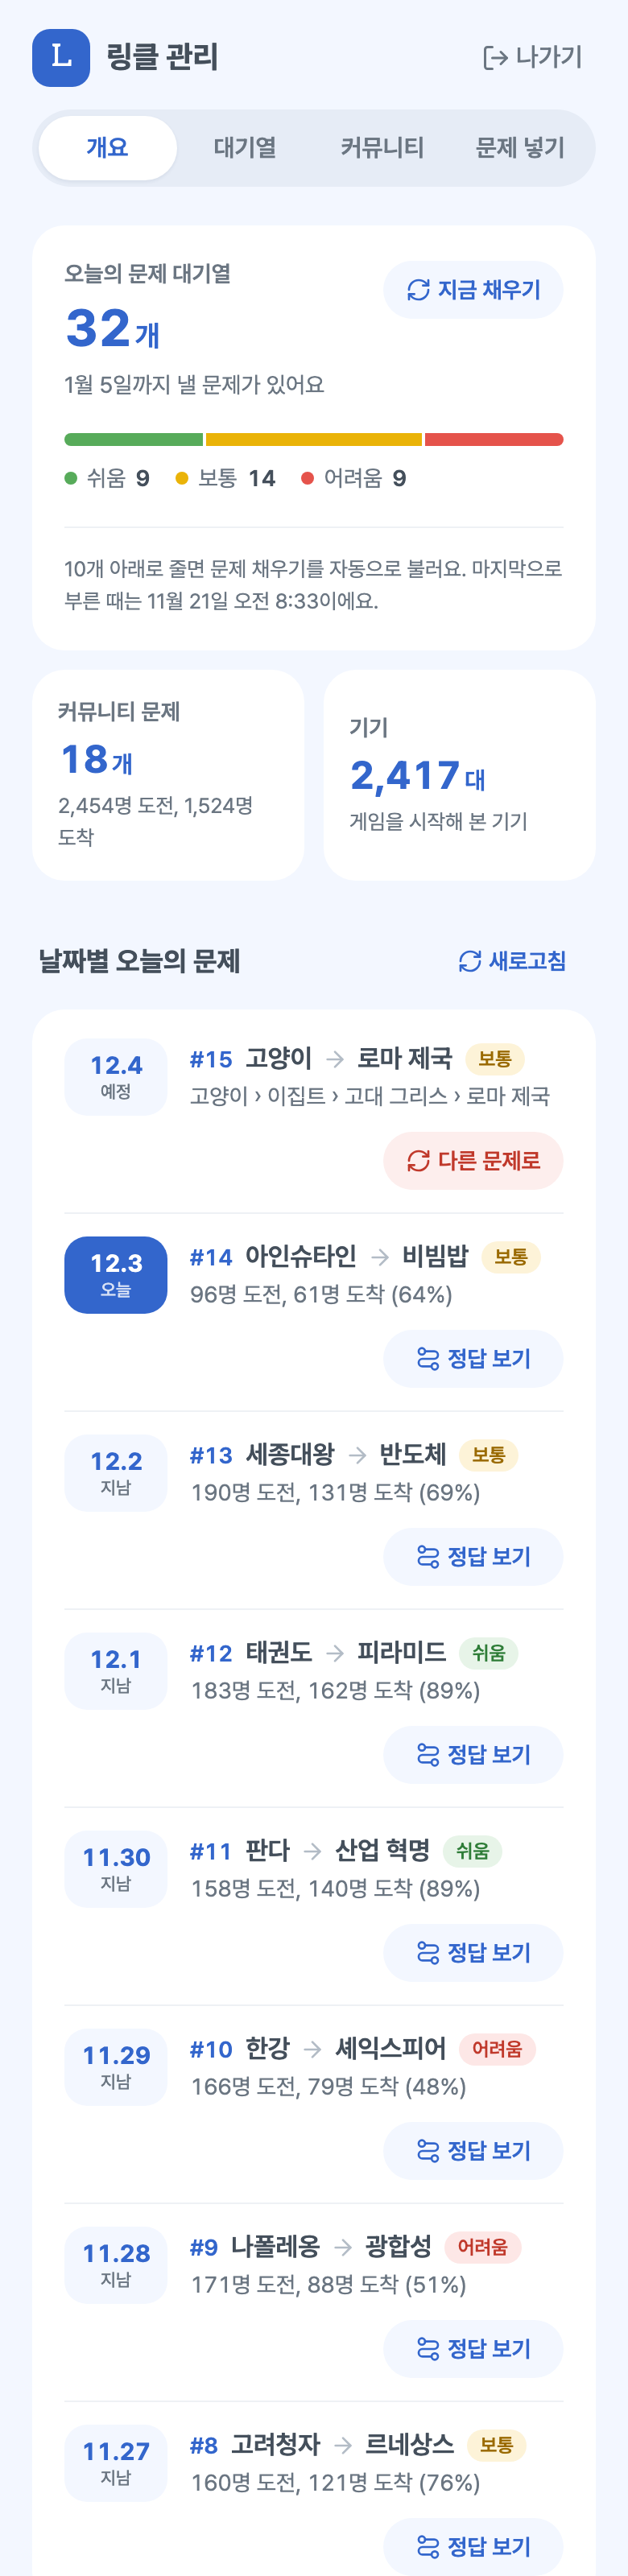 L 링클 관리
나가기
개요 대기열 커뮤니티 문제 넣기
오늘의 문제 대기열
지금 채우기
32개
1월 5일까지 낼 문제가 있어요
쉬움 9 보통 14 어려움 9
10개 아래로 줄면 문제 채우기를 자동으로 불러요. 마지막으로
부른 때는 11월 21일 오전 8:33이에요.
커뮤니티 문제
18개
2,454명 도전, 1,524명
도착
기기
2,417대
게임을 시작해 본 기기
날짜별 오늘의 문제
새로고침
12.4
예정
#15 고양이 → 로마 제국 보통
고양이 › 이집트 › 고대 그리스 › 로마 제국
다른 문제로
12.3
오늘
#14 아인슈타인 → 비빔밥 보통
96명 도전, 61명 도착 (64%)
정답 보기
12.2
지남
#13 세종대왕 → 반도체 보통
190명 도전, 131명 도착 (69%)
정답 보기
12.1
지남
#12 태권도 → 피라미드 쉬움
183명 도전, 162명 도착 (89%)
정답 보기
11.30
지남
#11 판다 → 산업 혁명 쉬움
158명 도전, 140명 도착 (89%)
정답 보기
11.29
지남
#10 한강 → 셰익스피어 어려움
166명 도전, 79명 도착 (48%)
정답 보기
11.28
지남
#9 나폴레옹 → 광합성 어려움
171명 도전, 88명 도착 (51%)
정답 보기
11.27
지남
#8 고려청자 → 르네상스 보통
160명 도전, 121명 도착 (76%)
정답 보기